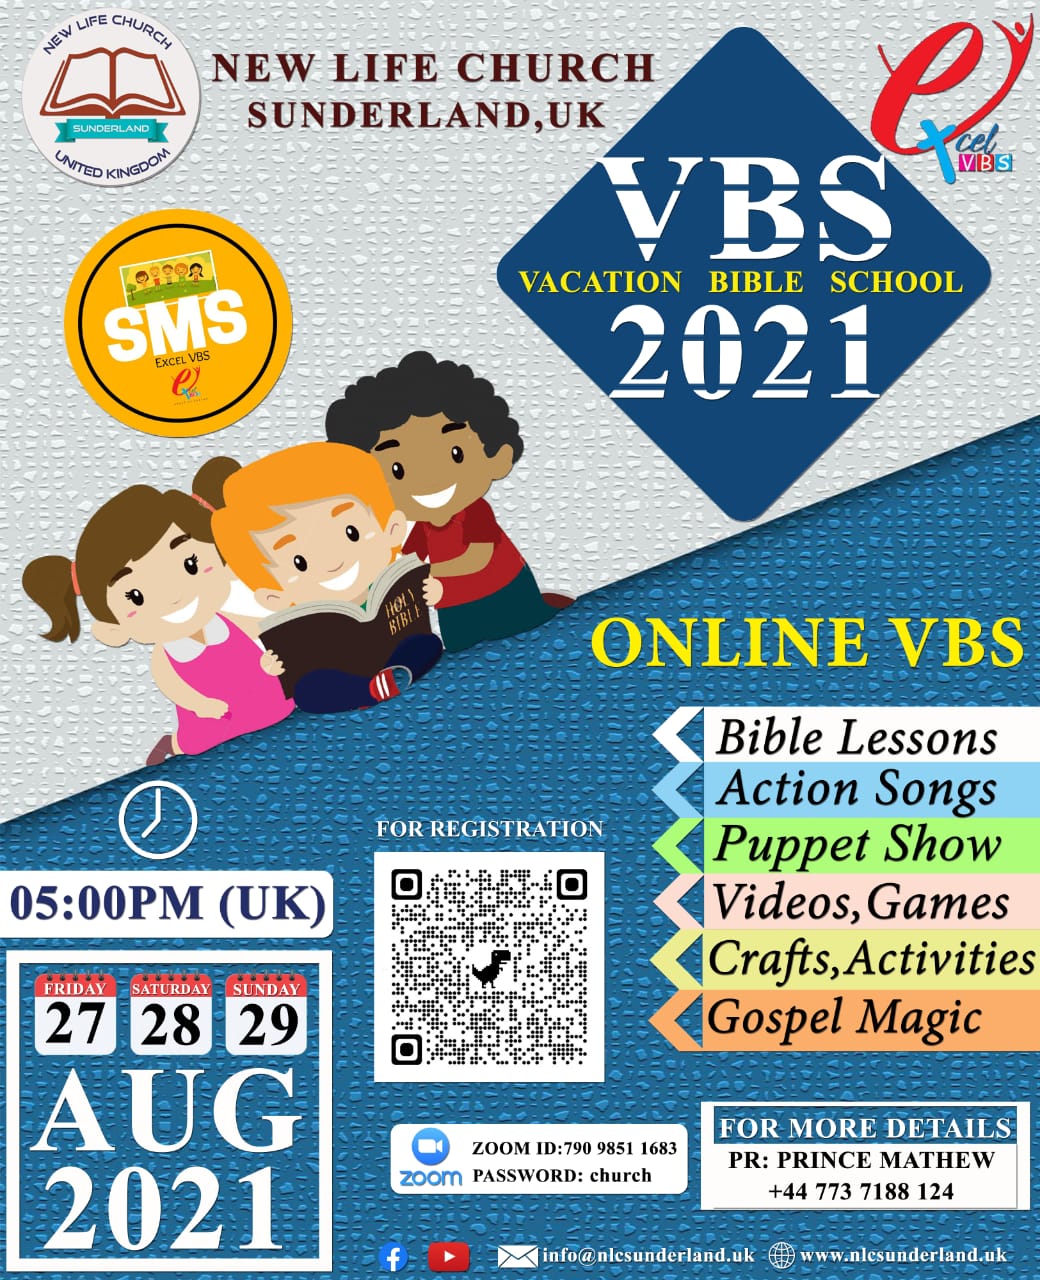 NEW LIFE CHURCH
SUNDERLAND
UNITED KINGDOM
NEW LIFE CHURCH
SUNDERLAND,UK
excel
VBS
VBS
VACATION BIBLE SCHOOL
2021
SMS
EXCEL VBS
HOLY
BIBLE
ONLINE VBS
Bible Lessons
Action Songs
Puppet Show
Videos,Games
Crafts,Activities
Gospel Magic
05:00PM (UK)
FRIDAY
27
SATURDAY
28
SUNDAY
29
AUG
2021
FOR REGISTRATION
zoom
ZOOM ID:790 9851 1683
PASSWORD: church
FOR MORE DETAILS
PR: PRINCE MATHEW
+44 773 7188 124
info@nlcsunderland.uk
www.nlcsunderland.uk